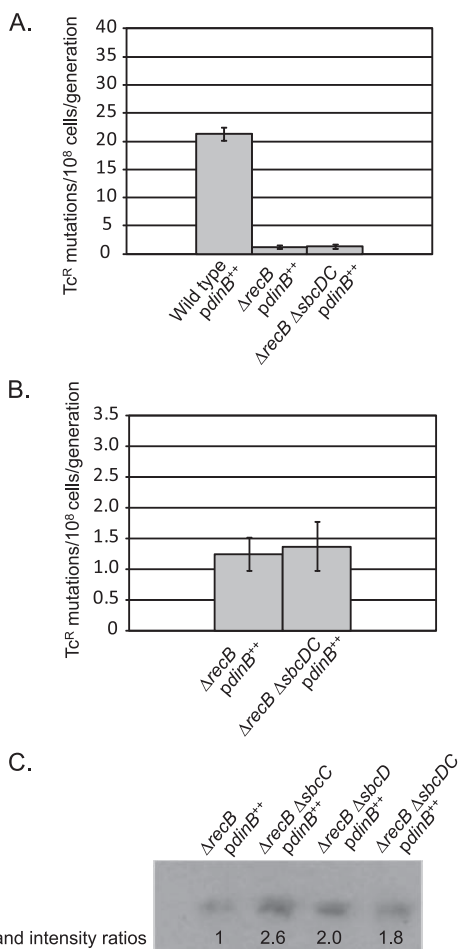 A.
Tcᴿ mutations/10⁸ cells/generation
40
35
30
25
20
15
10
5
0
Wild type
pdinB⁺⁺
ΔrecB
pdinB⁺⁺
ΔrecB ΔsbcDC
pdinB⁺⁺
B.
Tcᴿ mutations/10⁸ cells/generation
3.5
3.0
2.5
2.0
1.5
1.0
0.5
0
ΔrecB
pdinB⁺⁺
ΔrecB ΔsbcDC
pdinB⁺⁺
C.
ΔrecB
pdinB⁺⁺
ΔrecB ΔsbcC
pdinB⁺⁺
ΔrecB ΔsbcD
pdinB⁺⁺
ΔrecB ΔsbcDC
pdinB⁺⁺
intensity ratios 1 2.6 2.0 1.8